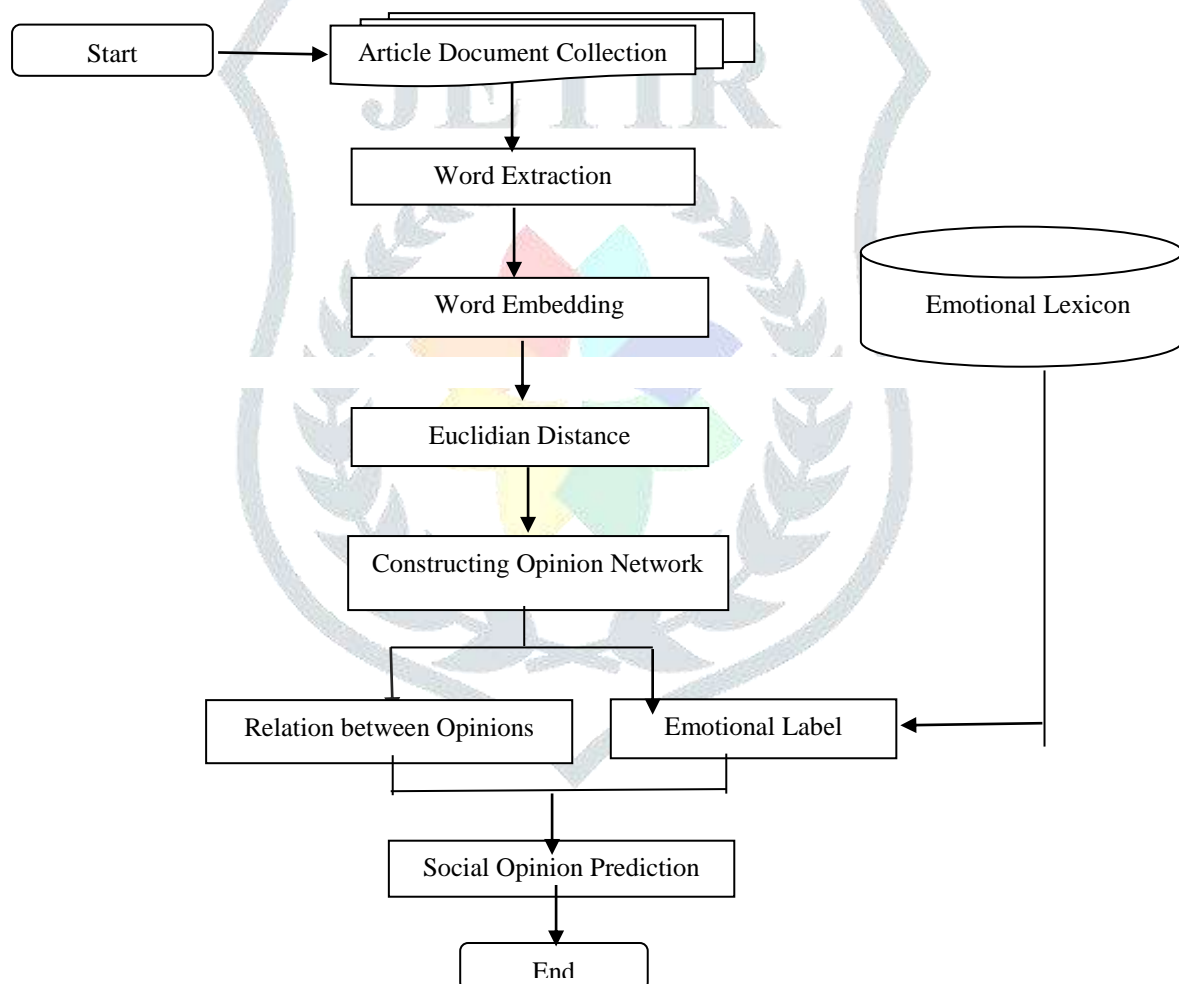 Start
Article Document Collection
JETIR
Word Extraction
Word Embedding
Emotional Lexicon
Euclidian Distance
Constructing Opinion Network
Relation between Opinions
Emotional Label
Social Opinion Prediction
End